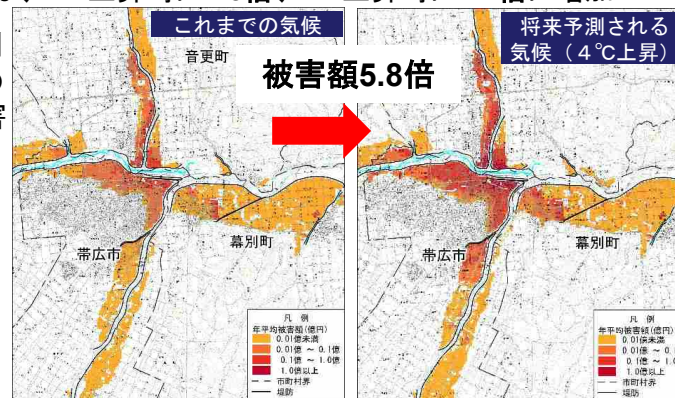 これまでの気候
将来予測される
気候（4℃上昇）
被害額5.8倍
音更町
帯広市
幕別町
凡 例
年平均被害額(億円)
0.01億未満
0.01億 ～ 0.1億
0.1億 ～ 1.0億
1.0億以上
市町村界
堤防
帯広市
幕別町
凡 例
年平均被害額(億円)
0.01億未満
0.01億 ～ 0.1
0.1億 ～ 1.0
1.0億以上
市町村界
堤防